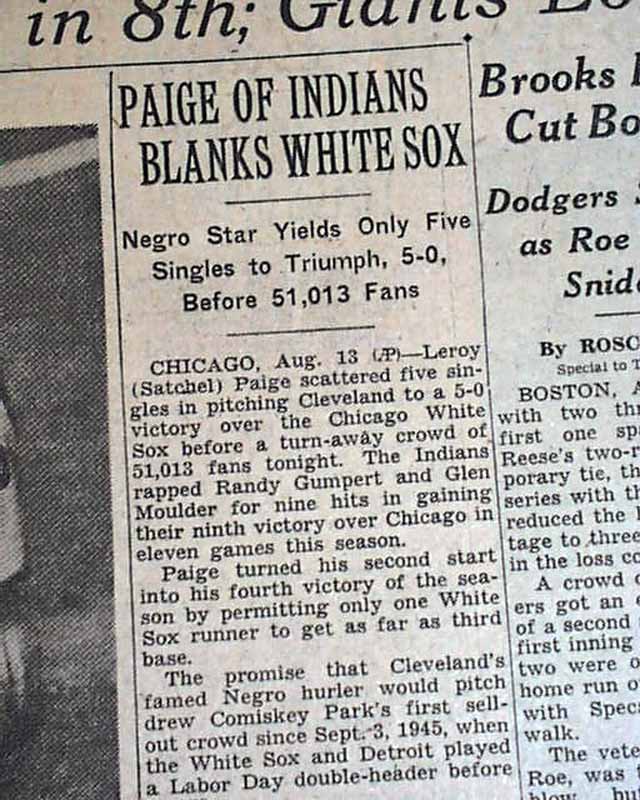 in 8th; Giants
PAIGE OF INDIANS
BLANKS WHITE SOX
Negro Star Yields Only Five
Singles to Triumph, 5-0,
Before 51,013 Fans
CHICAGO, Aug. 13 (AP)—Leroy
(Satchel) Paige scattered five sin-
gles in pitching Cleveland to a 5-0
victory over the Chicago White
Sox before a turn-away crowd of
51,013 fans tonight. The Indians
rapped Randy Gumpert and Glen
Moulder for nine hits in gaining
their ninth victory over Chicago in
eleven games this season.
Paige turned his second start
into his fourth victory of the sea-
son by permitting only one White
Sox runner to get as far as third
base.
The promise that Cleveland's
famed Negro hurler would pitch
drew Comiskey Park's first sell-
out crowd since Sept. 3, 1945, when
the White Sox and Detroit played
a Labor Day double-header before
Brooks
Cut Bo
Dodgers
as Roe
Snid
By ROSC
Special to T
BOSTON, A
with two th
first one sp
Reese's two-r
porary tie, th
series with th
reduced the
tage to three
in the loss co
A crowd
ers got an
of a second
first inning
two were o
home run o
with Spec
walk.
The vete
Roe, was
blow, hu